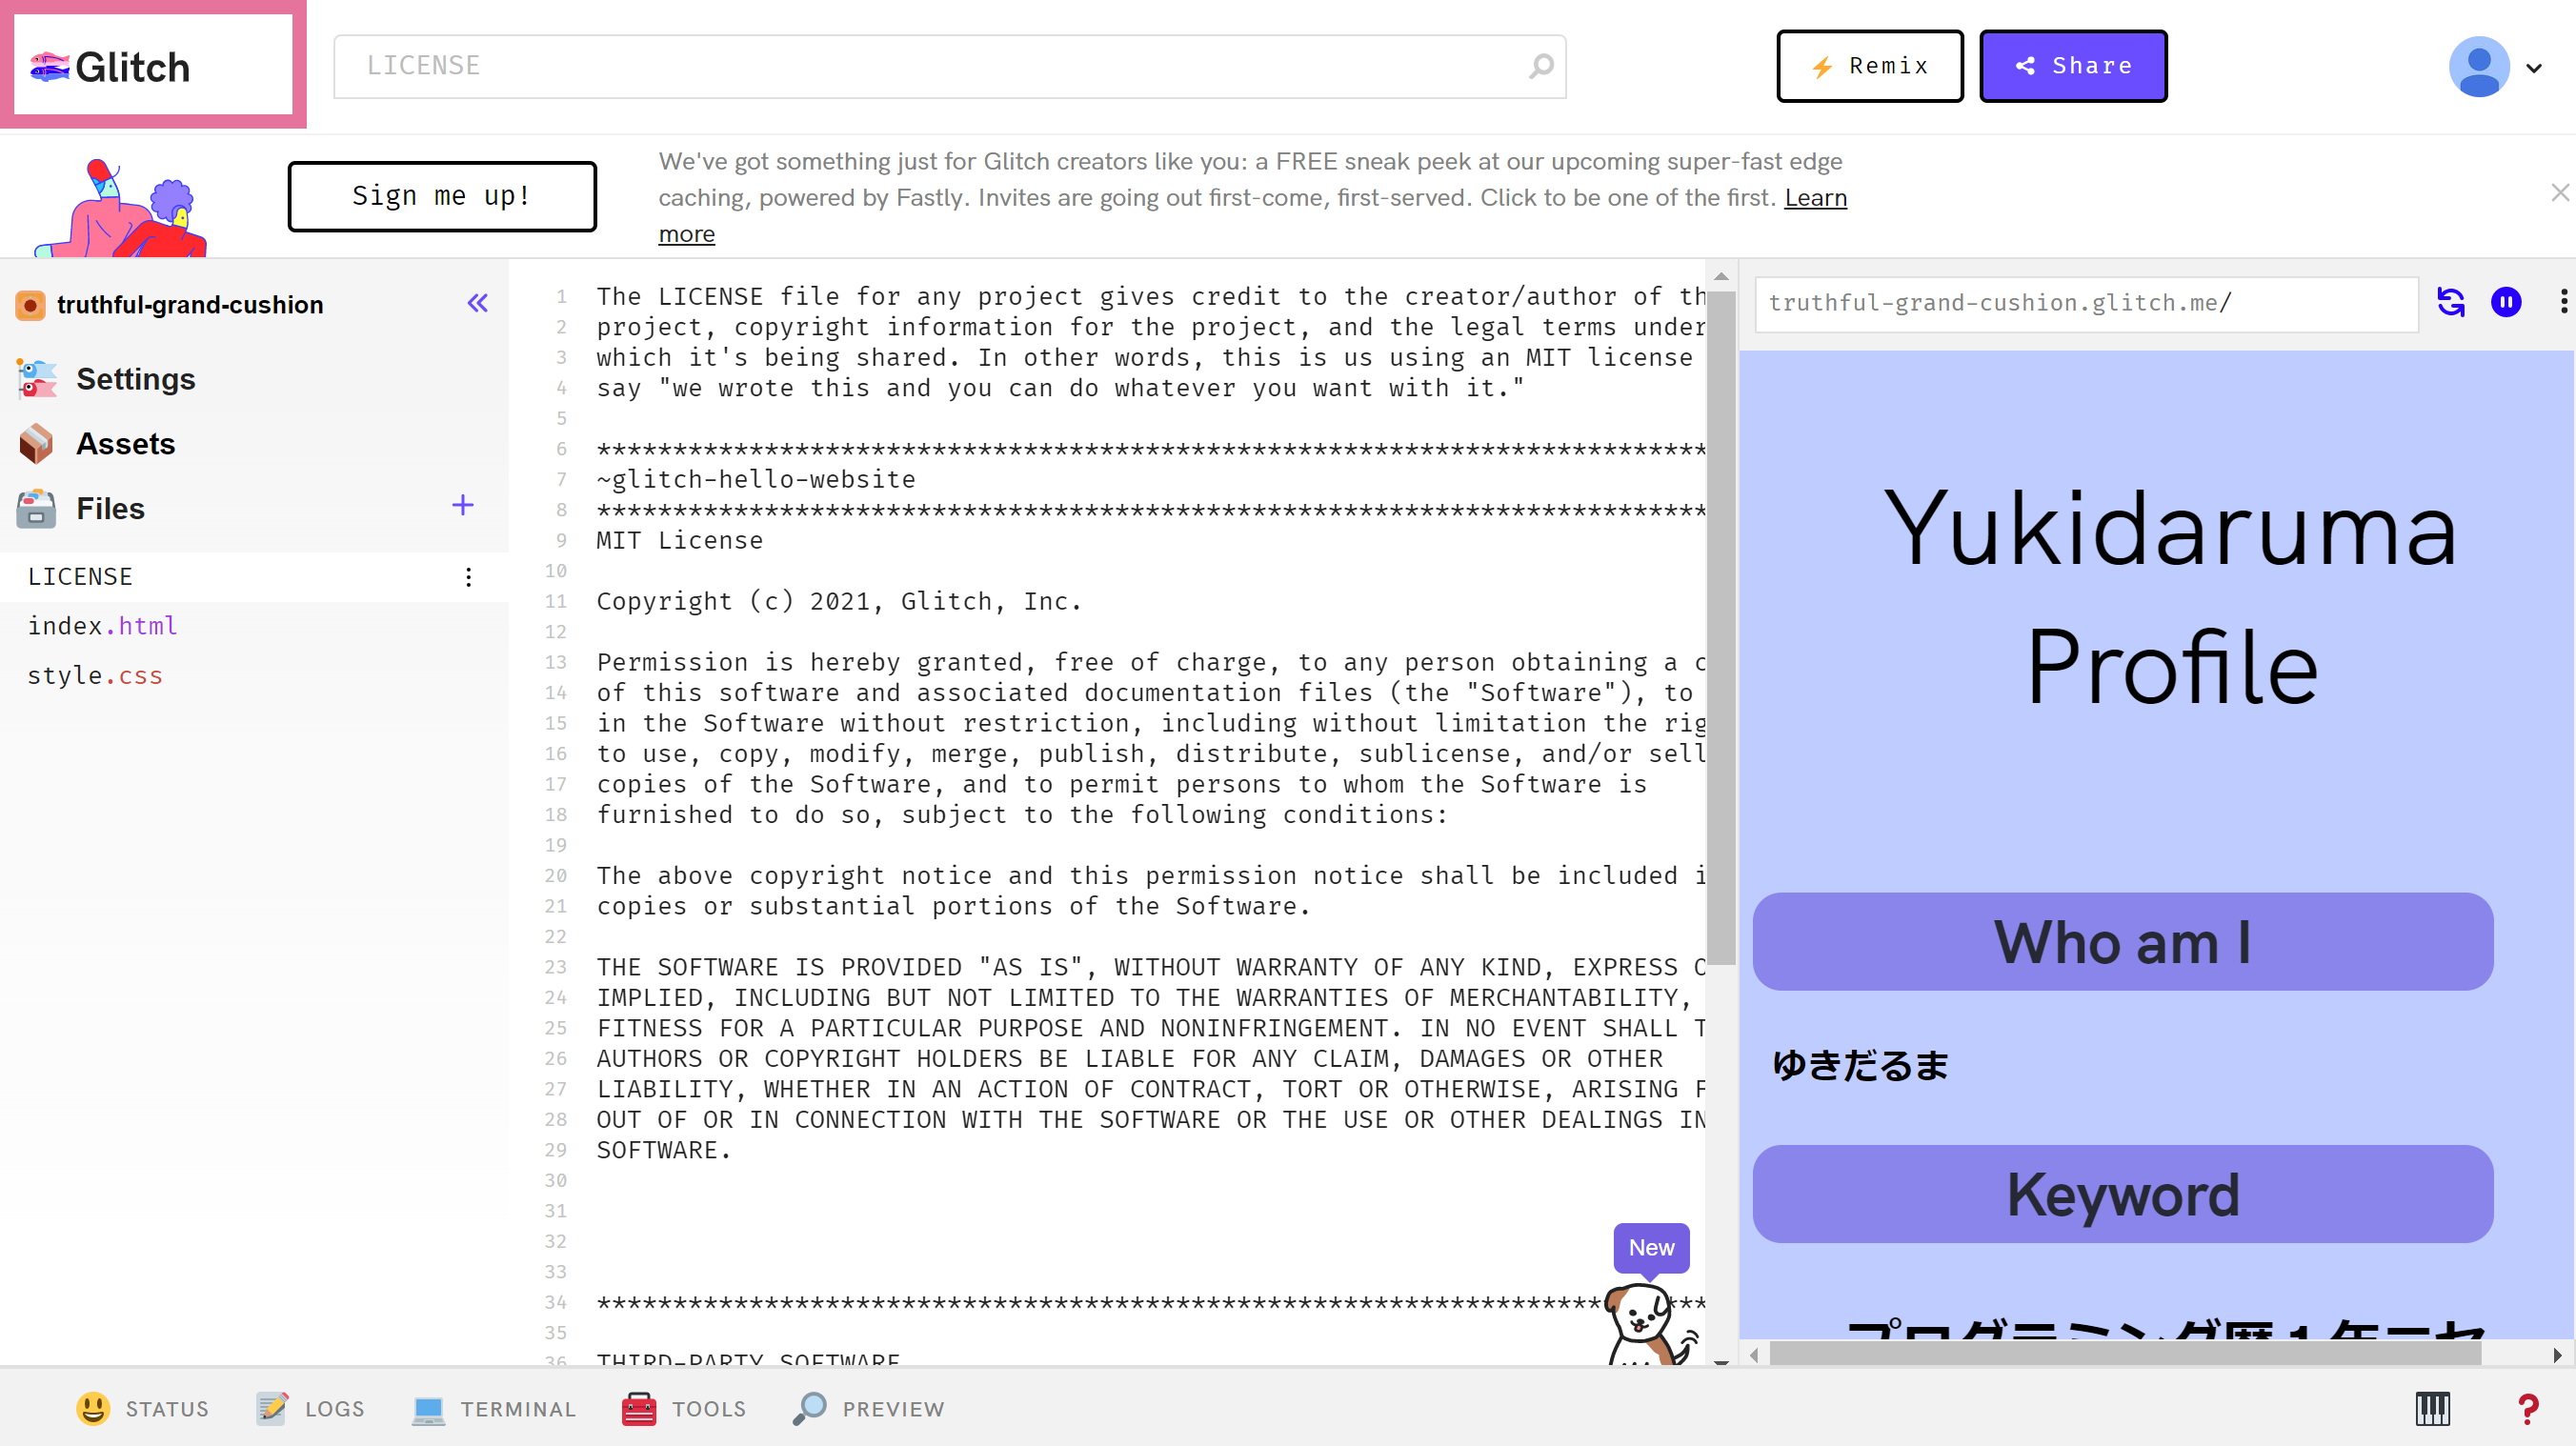 Glitch
LICENSE
Remix
Share
Sign me up!
We've got something just for Glitch creators like you: a FREE sneak peek at our upcoming super-fast edge
caching, powered by Fastly. Invites are going out first-come, first-served. Click to be one of the first. Learn
more
truthful-grand-cushion
Settings
Assets
Files
LICENSE
index.html
style.css
1 The LICENSE file for any project gives credit to the creator/author of th
2 project, copyright information for the project, and the legal terms under
3 which it's being shared. In other words, this is us using an MIT license
4 say "we wrote this and you can do whatever you want with it."
5
6 *************************************************************************
7 ~glitch-hello-website
8 *************************************************************************
9 MIT License
10
11 Copyright (c) 2021, Glitch, Inc.
12
13 Permission is hereby granted, free of charge, to any person obtaining a c
14 of this software and associated documentation files (the "Software"), to
15 in the Software without restriction, including without limitation the rig
16 to use, copy, modify, merge, publish, distribute, sublicense, and/or sell
17 copies of the Software, and to permit persons to whom the Software is
18 furnished to do so, subject to the following conditions:
19
20 The above copyright notice and this permission notice shall be included i
21 copies or substantial portions of the Software.
22
23 THE SOFTWARE IS PROVIDED "AS IS", WITHOUT WARRANTY OF ANY KIND, EXPRESS O
24 IMPLIED, INCLUDING BUT NOT LIMITED TO THE WARRANTIES OF MERCHANTABILITY,
25 FITNESS FOR A PARTICULAR PURPOSE AND NONINFRINGEMENT. IN NO EVENT SHALL T
26 AUTHORS OR COPYRIGHT HOLDERS BE LIABLE FOR ANY CLAIM, DAMAGES OR OTHER
27 LIABILITY, WHETHER IN AN ACTION OF CONTRACT, TORT OR OTHERWISE, ARISING F
28 OUT OF OR IN CONNECTION WITH THE SOFTWARE OR THE USE OR OTHER DEALINGS IN
29 SOFTWARE.
30
31
32
33
34 *************************************************************************
35
36 THIRD-PARTY SOFTWARE
New
truthful-grand-cushion.glitch.me/
Yukidaruma
Profile
Who am I
ゆきだるま
Keyword
プログラミング歴1年ニセ
STATUS
LOGS
TERMINAL
TOOLS
PREVIEW
?